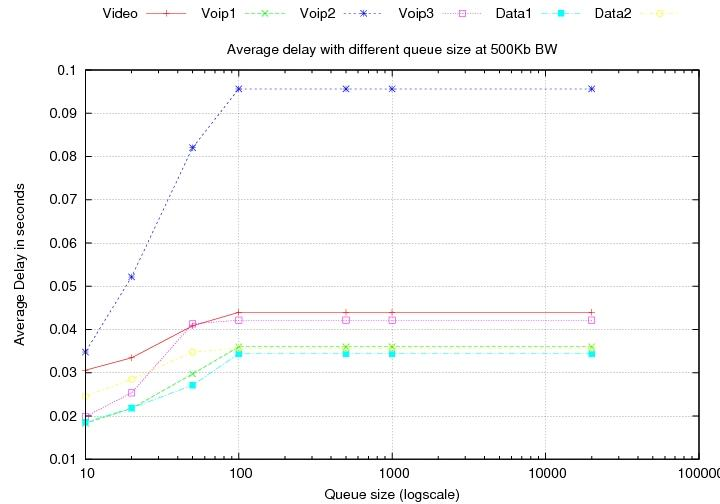 Video Voip1 Voip2 Voip3 Data1 Data2
Average delay with different queue size at 500Kb BW
0.1
0.09
0.08
0.07
0.06
0.05
0.04
0.03
0.02
0.01
Average Delay in seconds
10 100 1000 10000 100000
Queue size (logscale)